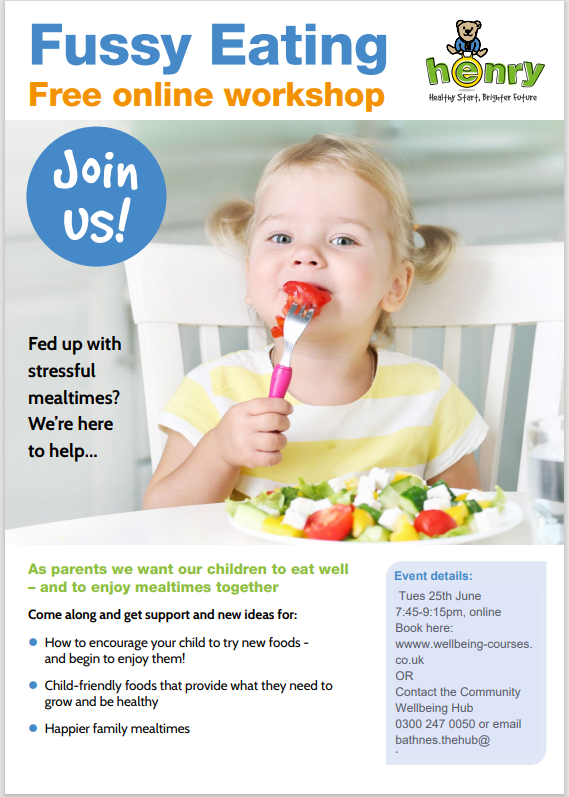 Fussy Eating
Free online workshop
henry
Healthy Start, Brighter Future
Join
us!
Fed up with
stressful
mealtimes?
We're here
to help...
As parents we want our children to eat well
– and to enjoy mealtimes together
Come along and get support and new ideas for:
How to encourage your child to try new foods -
and begin to enjoy them!
Child-friendly foods that provide what they need to
grow and be healthy
Happier family mealtimes
Event details:
Tues 25th June
7:45-9:15pm, online
Book here:
wwww.wellbeing-courses.
co.uk
OR
Contact the Community
Wellbeing Hub
0300 247 0050 or email
bathnes.thehub@